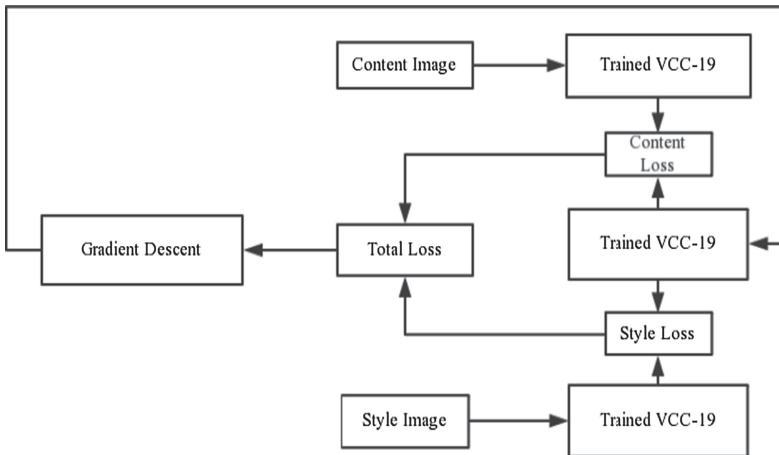 Content Image
Trained VCC-19
Content
Loss
Gradient Descent
Total Loss
Trained VCC-19
Style Loss
Style Image
Trained VCC-19